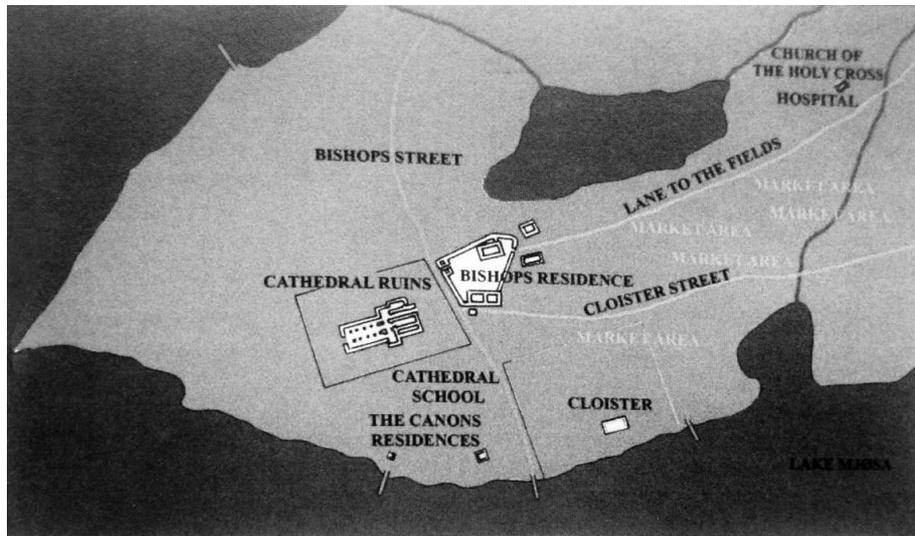 CHURCH OF
THE HOLY CROSS
HOSPITAL
BISHOPS STREET
LANE TO THE FIELDS
MARKET AREA
MARKET AREA
MARKET AREA
MARKET AREA
BISHOPS RESIDENCE
CATHEDRAL RUINS
CLOISTER STREET
MARKET AREA
CATHEDRAL
SCHOOL
THE CANONS
RESIDENCES
CLOISTER
LAKE MJØSA